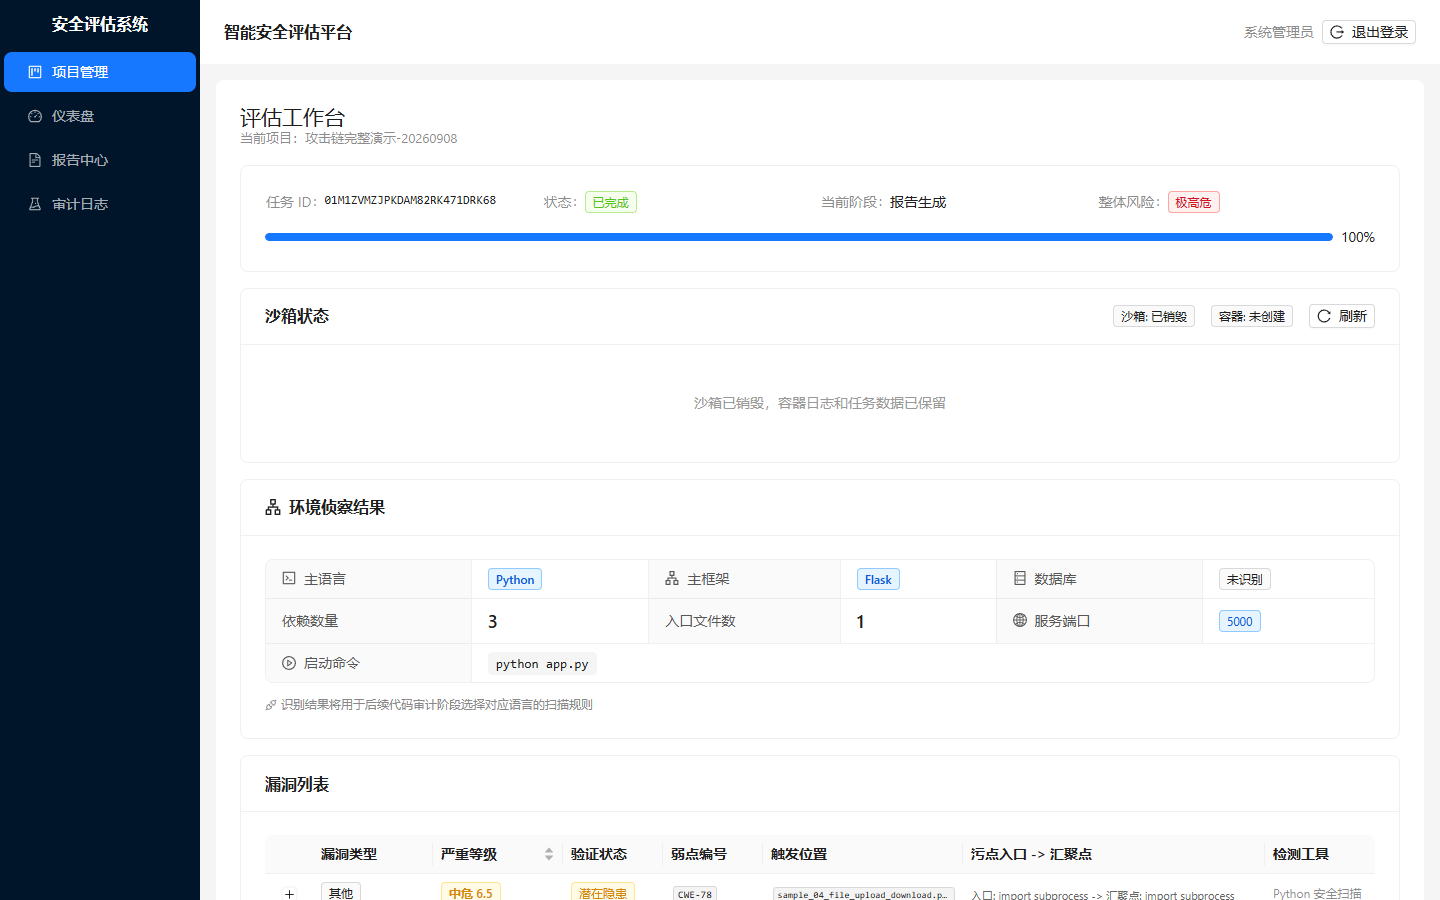 安全评估系统
项目管理
仪表盘
报告中心
审计日志
智能安全评估平台
系统管理员
退出登录
评估工作台
当前项目：攻击链完整演示-20260908
任务 ID： 01M1ZVMZJPKDAM82RK471DRK68 状态： 已完成 当前阶段：报告生成 整体风险： 极高危
100%
沙箱状态
沙箱: 已销毁 容器: 未创建 刷新
沙箱已销毁，容器日志和任务数据已保留
环境侦察结果
主语言 Python 主框架 Flask 数据库 未识别
依赖数量 3 入口文件数 1 服务端口 5000
启动命令 python app.py
识别结果将用于后续代码审计阶段选择对应语言的扫描规则
漏洞列表
漏洞类型 严重等级 验证状态 弱点编号 触发位置 污点入口 -> 汇聚点 检测工具
其他 中危 6.5 潜在隐患 CWE-78 sample_04_file_upload_download.p… 入口: import subprocess -> 汇聚点: import subprocess Python 安全扫描